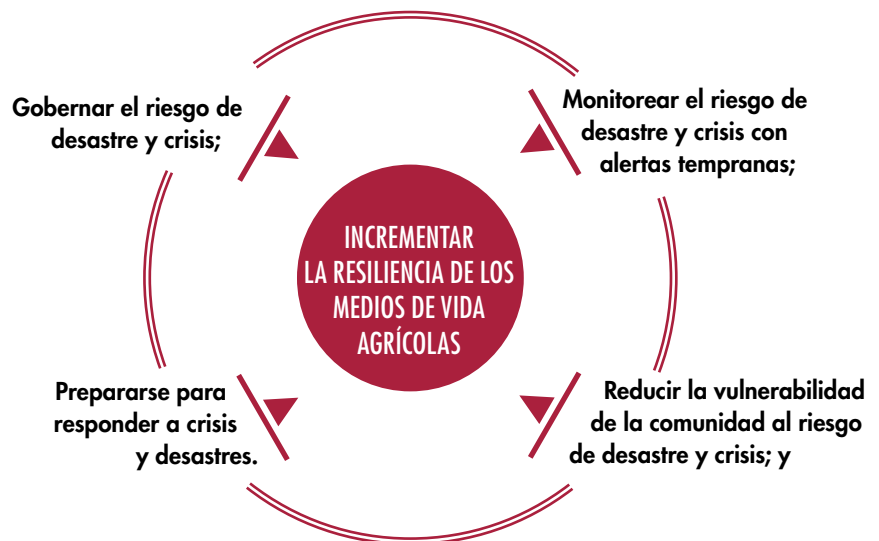 Gobernar el riesgo de
desastre y crisis;
Monitorear el riesgo de
desastre y crisis con
alertas tempranas;
INCREMENTAR
LA RESILIENCIA DE LOS
MEDIOS DE VIDA
AGRÍCOLAS
Prepararse para
responder a crisis
y desastres.
Reducir la vulnerabilidad
de la comunidad al riesgo
de desastre y crisis; y